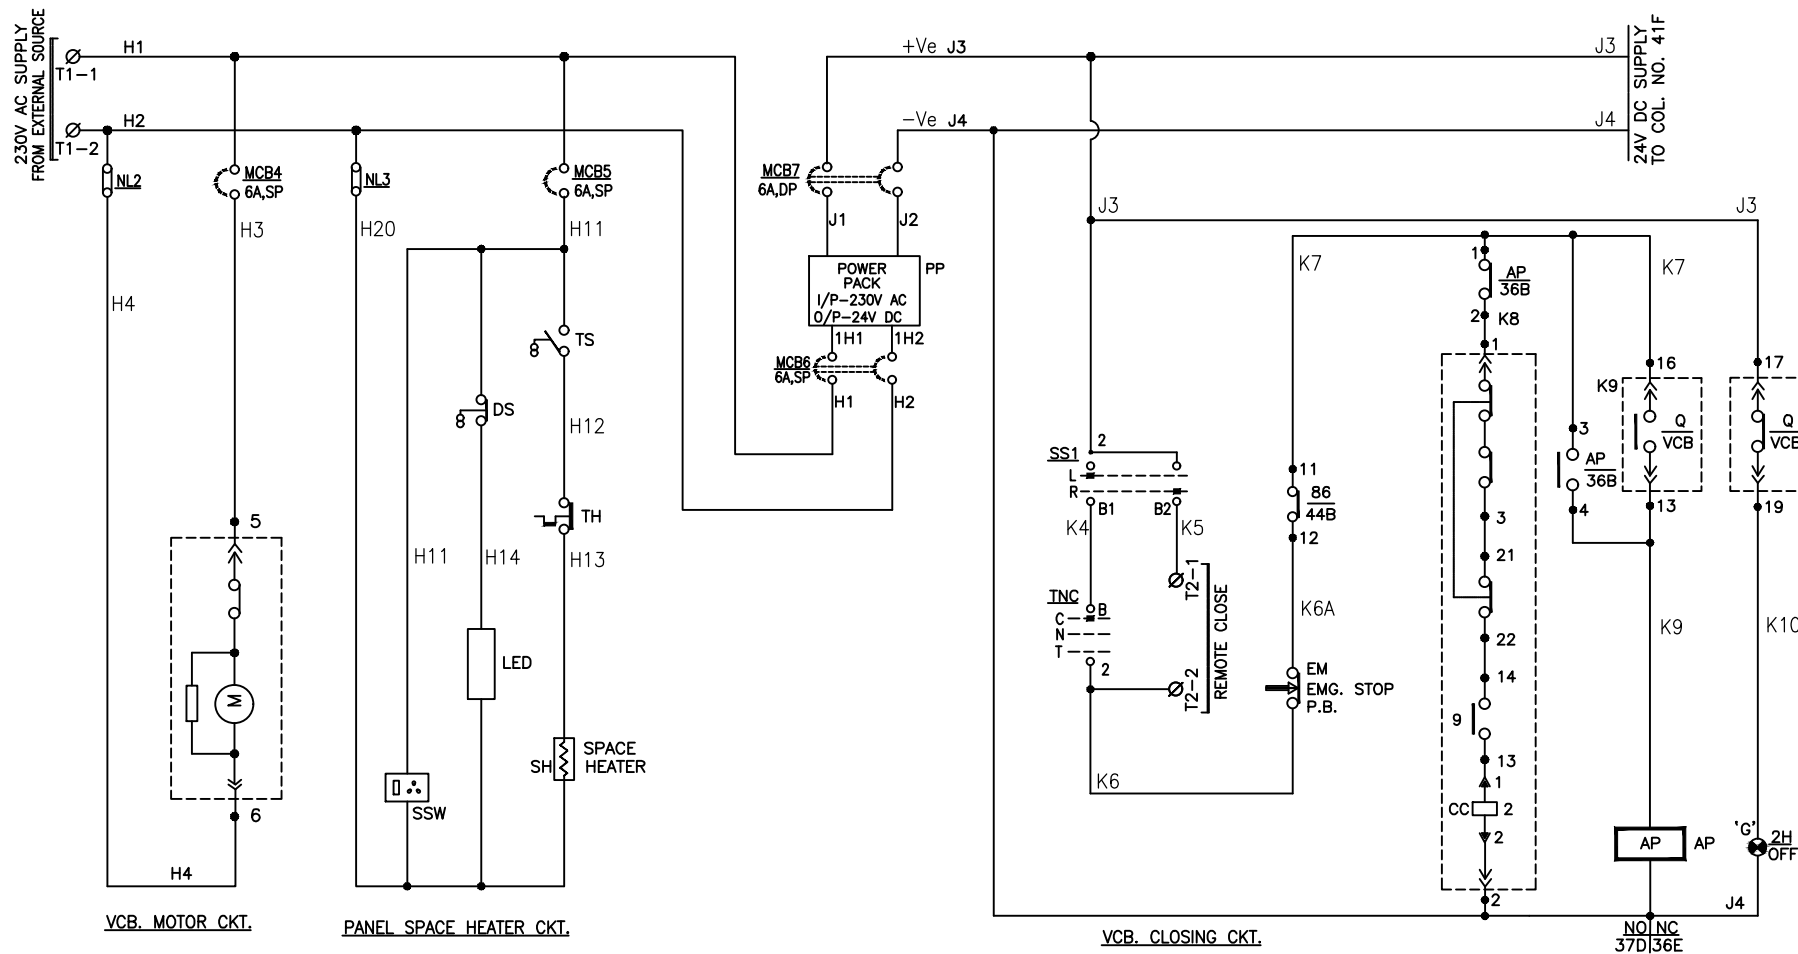 230V AC SUPPLY
FROM EXTERNAL SOURCE
T1-1
T1-2
H1
H2
NL2
MCB4
6A,SP
H3
H4
5
M
6
H4
VCB. MOTOR CKT.
NL3
H20
MCB5
6A,SP
H11
TS
DS
H12
TH
H11
H14
H13
LED
SPACE
HEATER
SH
SSW
PANEL SPACE HEATER CKT.
+Ve J3
-Ve J4
MCB7
6A,DP
J1
J2
POWER
PACK
I/P-230V AC
O/P-24V DC
PP
1H1
1H2
MCB6
6A,SP
H1
H2
J3
J4
24V DC SUPPLY
TO COL. NO. 41F
J3
J3
SS1
2
L
R
B1
B2
K4
K5
TNC
B
C
N
T
2
T2-1
T2-2
REMOTE CLOSE
K6
K7
11
86
44B
12
K6A
EM
EMG. STOP
P.B.
1
AP
36B
2
K8
1
3
21
22
14
9
13
1
CC
2
2
2
3
AP
36B
4
K7
16
K9
Q
VCB
13
K9
AP
AP
17
Q
VCB
19
K10
'G'
2H
OFF
J4
NO NC
37D 36E
VCB. CLOSING CKT.